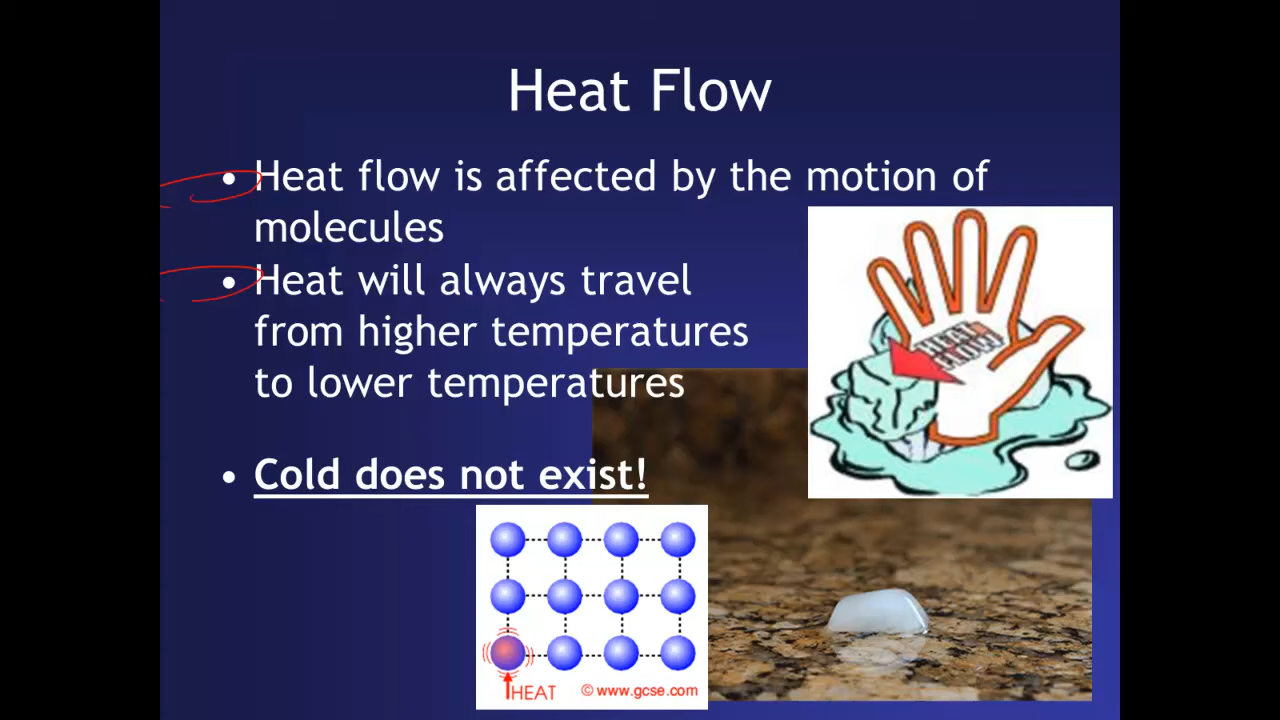 Heat Flow
• Heat flow is affected by the motion of
molecules
• Heat will always travel
from higher temperatures
to lower temperatures
• Cold does not exist!
HEAT
HEAT © www.gcse.com